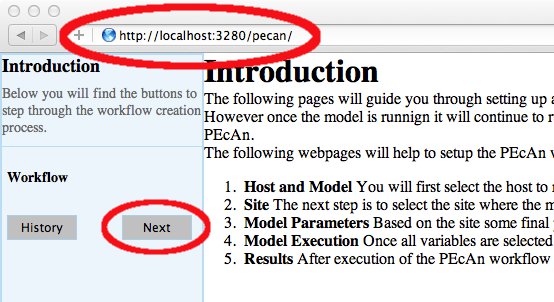 http://localhost:3280/pecan/
Introduction
Below you will find the buttons to
step through the workflow creation
process.
Workflow
History
Next
Introduction
The following pages will guide you through setting up a
However once the model is runnign it will continue to r
PEcAn.
The following webpages will help to setup the PEcAn w
1. Host and Model You will first select the host to r
2. Site The next step is to select the site where the m
3. Model Parameters Based on the site some final
4. Model Execution Once all variables are selected
5. Results After execution of the PEcAn workflow